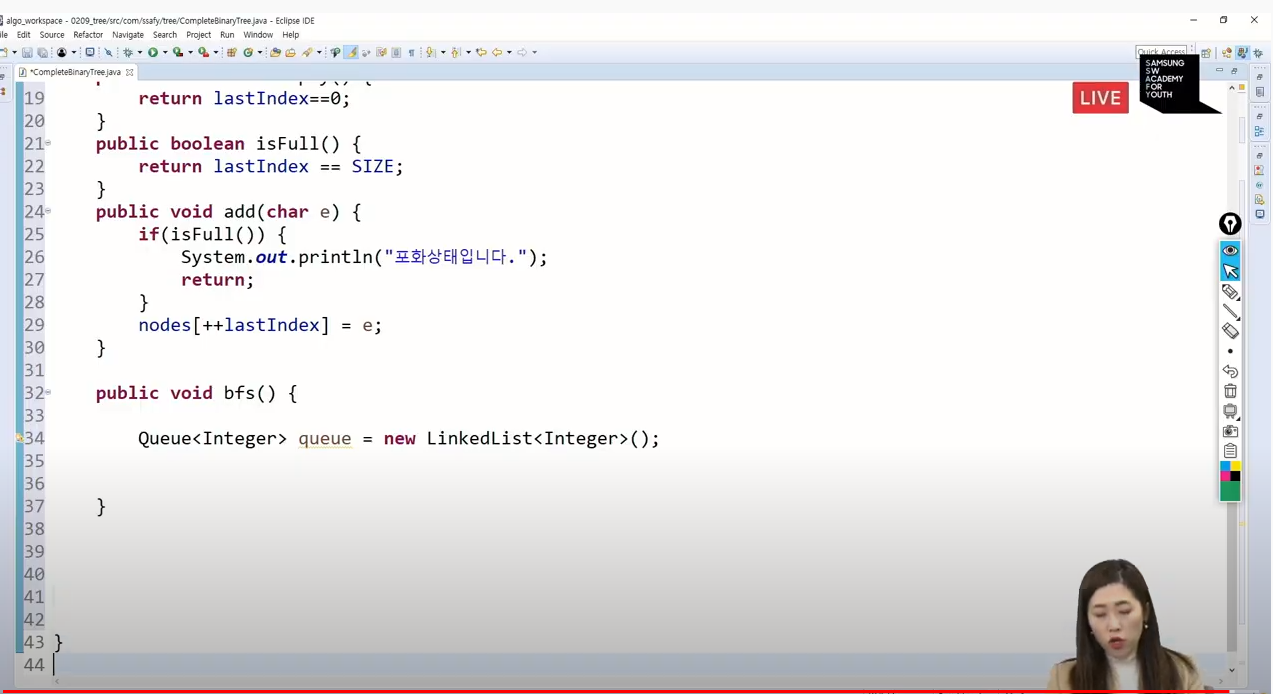 algo_workspace - 0209_tree/src/com/ssafy/tree/CompleteBinaryTree.java - Eclipse IDE
Edit Source Refactor Navigate Search Project Run Window Help
Quick Access
*CompleteBinaryTree.java
SAMSUNG
SW
ACADEMY
FOR
YOUTH
LIVE
19 return lastIndex==0;
20 }
21 public boolean isFull() {
22 return lastIndex == SIZE;
23 }
24 public void add(char e) {
25 if(isFull()) {
26 System.out.println("포화상태입니다.");
27 return;
28 }
29 nodes[++lastIndex] = e;
30 }
31
32 public void bfs() {
33
34 Queue<Integer> queue = new LinkedList<Integer>();
35
36
37 }
38
39
40
41
42
43 }
44